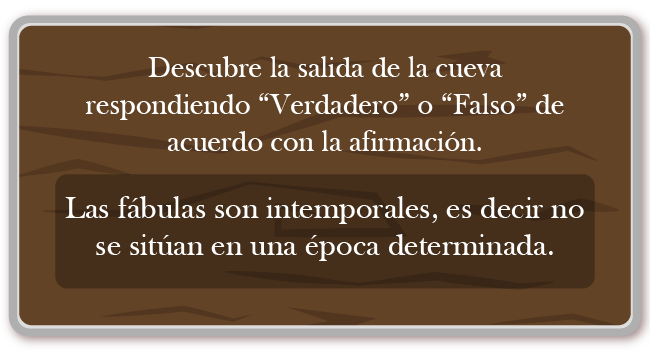 Descubre la salida de la cueva
respondiendo “Verdadero” o “Falso” de
acuerdo con la afirmación.
Las fábulas son intemporales, es decir no
se sitúan en una época determinada.